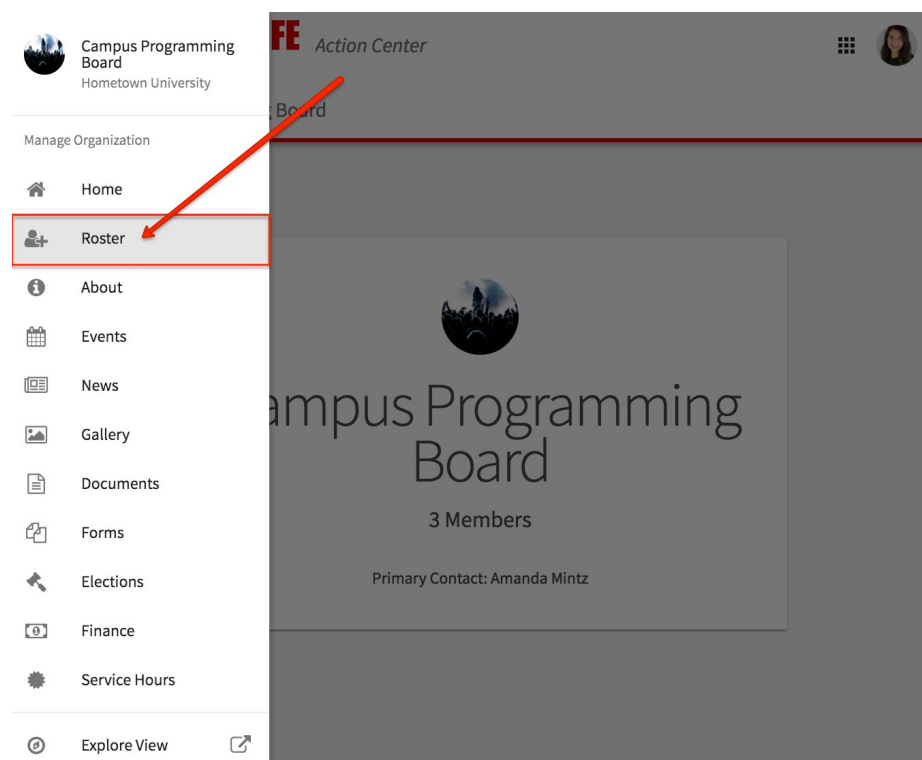 Campus Programming
Board
Hometown University
FE Action Center
Board
Manage Organization
Home
Roster
About
Events
News
Gallery
Documents
Forms
Elections
Finance
Service Hours
Explore View
ampus Programming
Board
3 Members
Primary Contact: Amanda Mintz